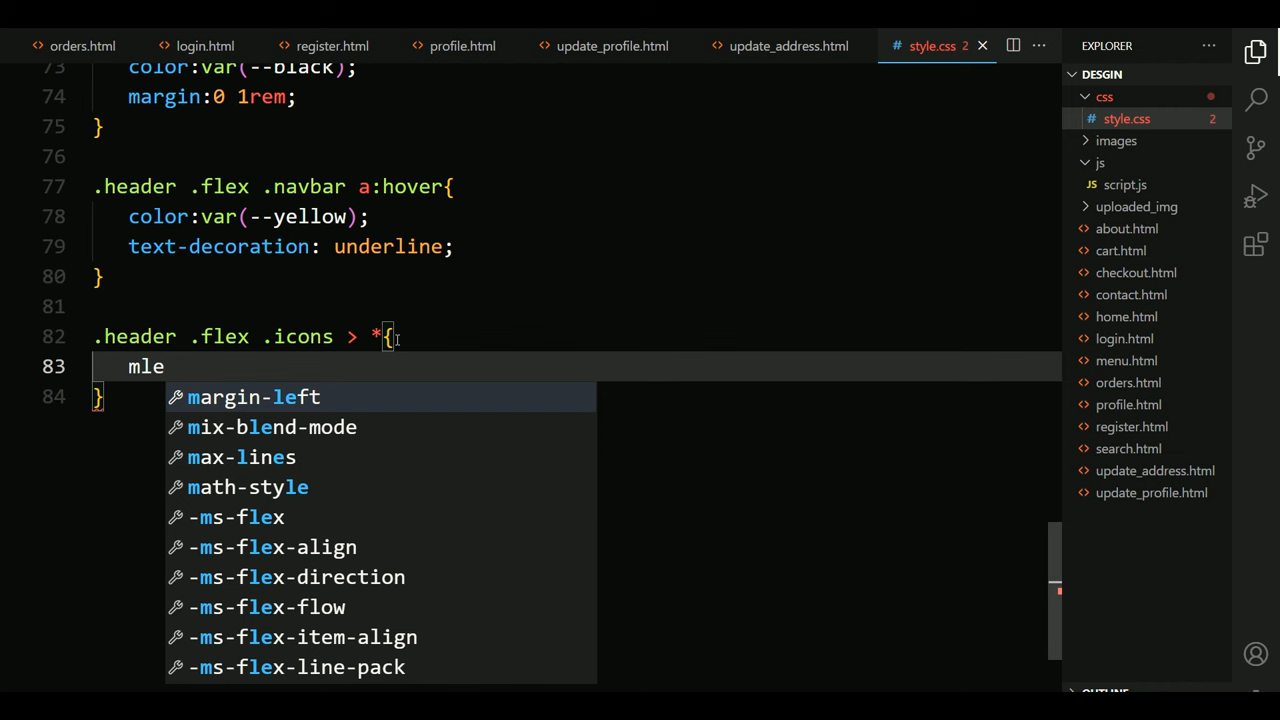 orders.html login.html register.html profile.html update_profile.html update_address.html # style.css 2
EXPLORER
DESGIN
css
# style.css 2
images
js
JS script.js
uploaded_img
about.html
cart.html
checkout.html
contact.html
home.html
login.html
menu.html
orders.html
profile.html
register.html
search.html
update_address.html
update_profile.html
73 color:var(--black);
74 margin:0 1rem;
75 }
76
77 .header .flex .navbar a:hover{
78 color:var(--yellow);
79 text-decoration: underline;
80 }
81
82 .header .flex .icons > *{
83 mle
84 }
margin-left
mix-blend-mode
max-lines
math-style
-ms-flex
-ms-flex-align
-ms-flex-direction
-ms-flex-flow
-ms-flex-item-align
-ms-flex-line-pack
OUTLINE